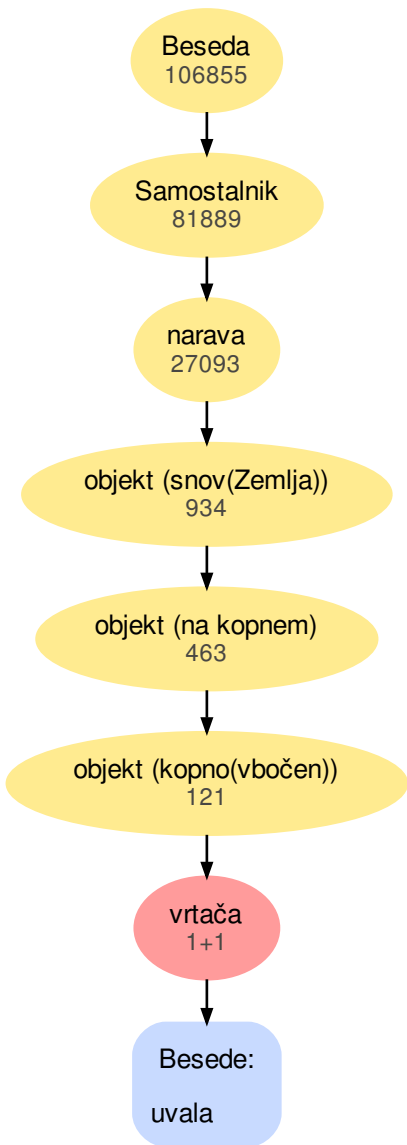 Beseda
106855
Samostalnik
81889
narava
27093
objekt (snov(Zemlja))
934
objekt (na kopnem)
463
objekt (kopno(vbočen))
121
vrtača
1+1
Besede:
uvala